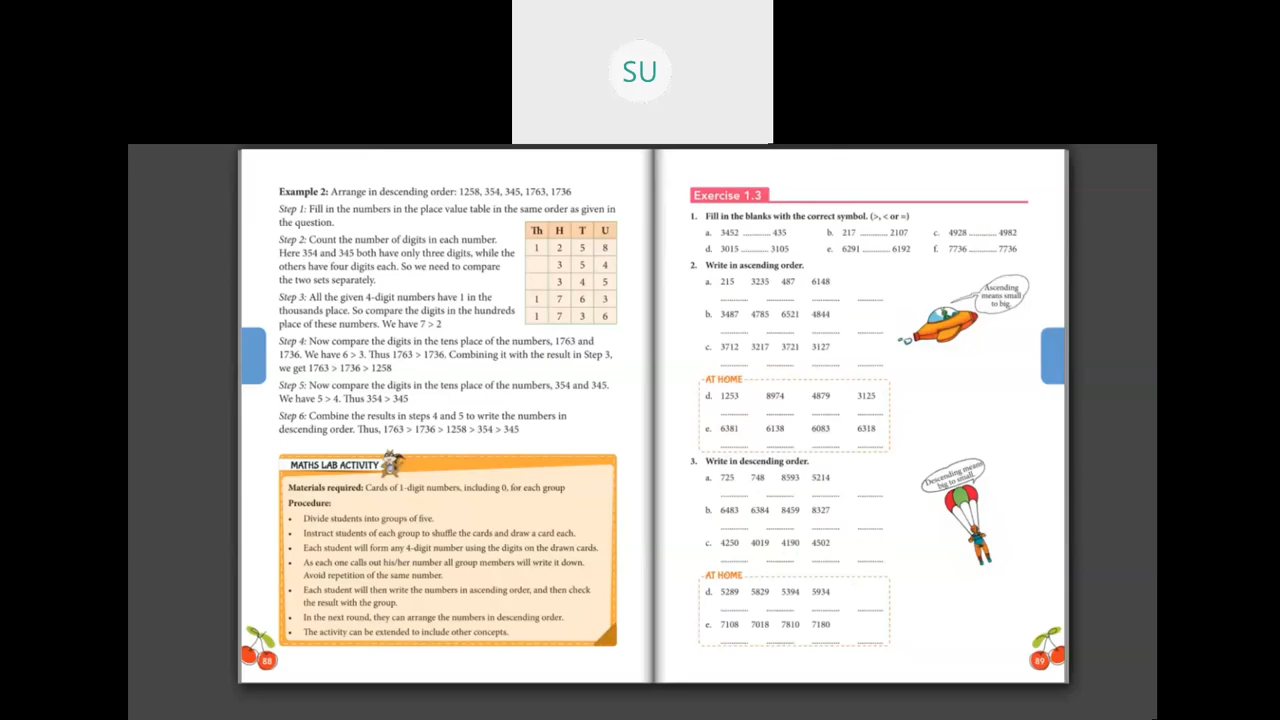 SU
Example 2: Arrange in descending order: 1258, 354, 345, 1763, 1736
Step 1: Fill in the numbers in the place value table in the same order as given in
the question.
Step 2: Count the number of digits in each number.
Here 354 and 345 both have only three digits, while the
others have four digits each. So we need to compare
the two sets separately.
Step 3: All the given 4-digit numbers have 1 in the
thousands place. So compare the digits in the hundreds
place of these numbers. We have 7 > 2
Th H T U
1 2 5 8
3 5 4
3 4 5
1 7 6 3
1 7 3 6
Step 4: Now compare the digits in the tens place of the numbers, 1763 and
1736. We have 6 > 3. Thus 1763 > 1736. Combining it with the result in Step 3,
we get 1763 > 1736 > 1258
Step 5: Now compare the digits in the tens place of the numbers, 354 and 345.
We have 5 > 4. Thus 354 > 345
Step 6: Combine the results in steps 4 and 5 to write the numbers in
descending order. Thus, 1763 > 1736 > 1258 > 354 > 345
MATHS LAB ACTIVITY
Materials required: Cards of 1-digit numbers, including 0, for each group
Procedure:
• Divide students into groups of five.
• Instruct students of each group to shuffle the cards and draw a card each.
• Each student will form any 4-digit number using the digits on the drawn cards.
• As each one calls out his/her number all group members will write it down.
Avoid repetition of the same number.
• Each student will then write the numbers in ascending order, and then check
the result with the group.
• In the next round, they can arrange the numbers in descending order.
• The activity can be extended to include other concepts.
88
Exercise 1.3
1. Fill in the blanks with the correct symbol. (>, < or =)
a. 3452 ............ 435 b. 217 ............ 2107 c. 4928 ............ 4982
d. 3015 ............ 3105 e. 6291 ............ 6192 f. 7736 ............ 7736
2. Write in ascending order.
a. 215 3235 487 6148
............ ............ ............ ............
b. 3487 4785 6521 4844
............ ............ ............ ............
c. 3712 3217 3721 3127
............ ............ ............ ............
Ascending
means small
to big.
AT HOME
d. 1253 8974 4879 3125
............ ............ ............ ............
e. 6381 6138 6083 6318
............ ............ ............ ............
3. Write in descending order.
a. 725 748 8593 5214
............ ............ ............ ............
b. 6483 6384 8459 8327
............ ............ ............ ............
c. 4250 4019 4190 4502
............ ............ ............ ............
Descending means
big to small.
AT HOME
d. 5289 5829 5394 5934
............ ............ ............ ............
e. 7108 7018 7810 7180
............ ............ ............ ............
89